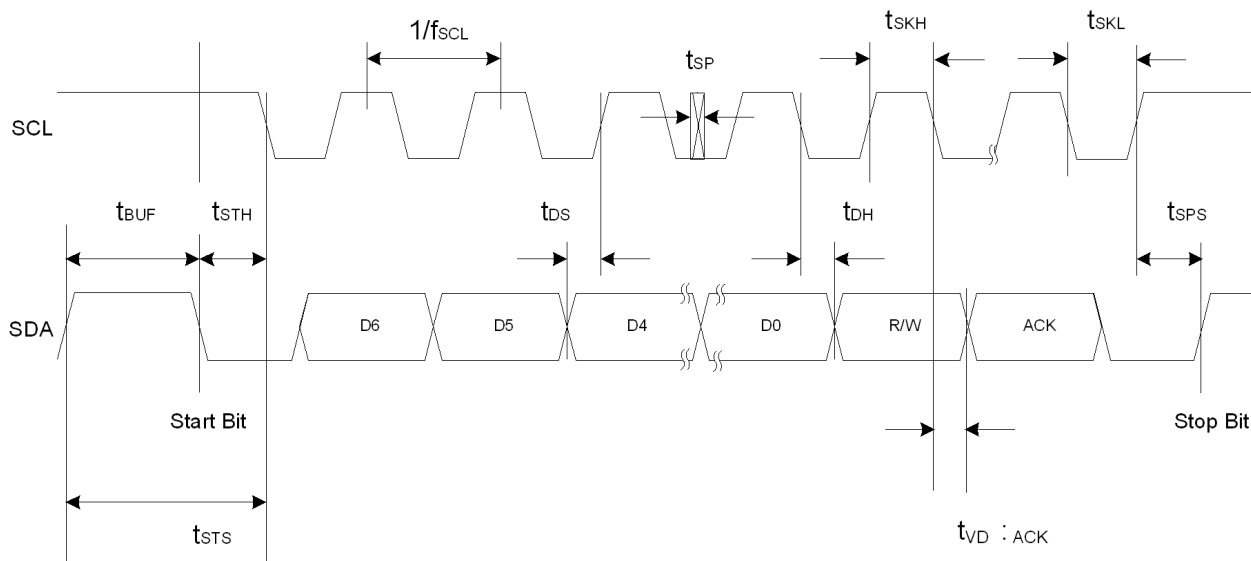 1/fSCL
tSKH
tSKL
tSP
SCL
tBUF
tSTH
tDS
tDH
tSPS
SDA
D6
D5
D4
D0
R/W
ACK
Start Bit
Stop Bit
tSTS
tVD : ACK